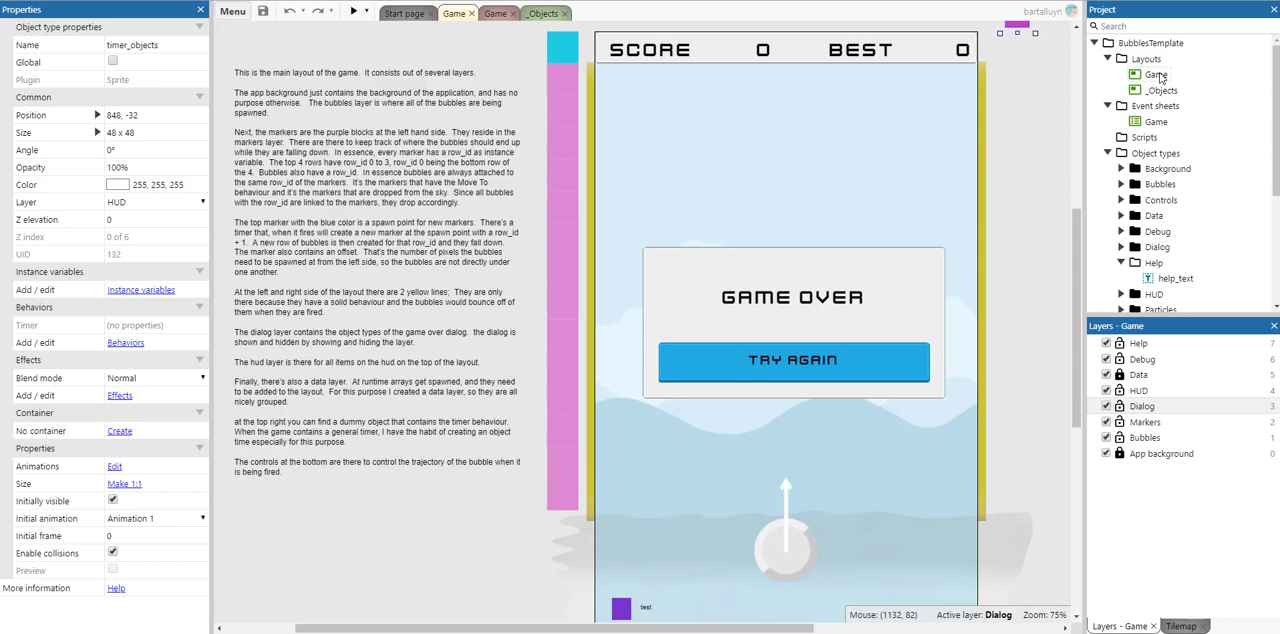 Properties
Object type properties
Name timer_objects
Global
Plugin Sprite
Common
Position 848, -32
Size 48 x 48
Angle 0°
Opacity 100%
Color 255, 255, 255
Layer HUD
Z elevation 0
Z index 0 of 6
UID 132
Instance variables
Add / edit Instance variables
Behaviors
Timer (no properties)
Add / edit Behaviors
Effects
Blend mode Normal
Add / edit Effects
Container
No container Create
Properties
Animations Edit
Size Make 1:1
Initially visible
Initial animation Animation 1
Initial frame 0
Enable collisions
Preview
More information Help
Menu
Start page Game Game _Objects
bartalluyn
This is the main layout of the game. It consists out of several layers.
The app background just contains the background of the application, and has no
purpose otherwise. The bubbles layer is where all of the bubbles are being
spawned.
Next, the markers are the purple blocks at the left hand side. They reside in the
markers layer. There are there to keep track of where the bubbles should end up
while they are falling down. In essence, every marker has a row_id as instance
variable. The top 4 rows have row_id 0 to 3, row_id 0 being the bottom row of
the 4. Bubbles also have a row_id. In essence bubbles are always attached to
the same row_id of the markers. It's the markers that have the Move To
behaviour and it's the markers that are dropped from the sky. Since all bubbles
with the row_id are linked to the markers, they drop accordingly.
The top marker with the blue color is a spawn point for new markers. There's a
timer that, when it fires will create a new marker at the spawn point with a row_id
+ 1. A new row of bubbles is then created for that row_id and they fall down.
The marker also contains an offset. That's the number of pixels the bubbles
need to be spawned at from the left side, so the bubbles are not directly under
one another.
At the left and right side of the layout there are 2 yellow lines; They are only
there because they have a solid behaviour and the bubbles would bounce off of
them when they are fired.
The dialog layer contains the object types of the game over dialog. the dialog is
shown and hidden by showing and hiding the layer.
The hud layer is there for all items on the hud on the top of the layout.
Finally, there's also a data layer. At runtime arrays get spawned, and they need
to be added to the layout. For this purpose I created a data layer, so they are all
nicely grouped.
at the top right you can find a dummy object that contains the timer behaviour.
When the game contains a general timer, I have the habit of creating an object
time especially for this purpose.
The controls at the bottom are there to control the trajectory of the bubble when it
is being fired.
SCORE 0 BEST 0
GAME OVER
TRY AGAIN
test
Mouse: (1132, 82) Active layer: Dialog Zoom: 75%
Project
Search
BubblesTemplate
Layouts
Game
_Objects
Event sheets
Game
Scripts
Object types
Background
Bubbles
Controls
Data
Debug
Dialog
Help
help_text
HUD
Particles
Layers - Game
Help 7
Debug 6
Data 5
HUD 4
Dialog 3
Markers 2
Bubbles 1
App background 0
Layers - Game Tilemap